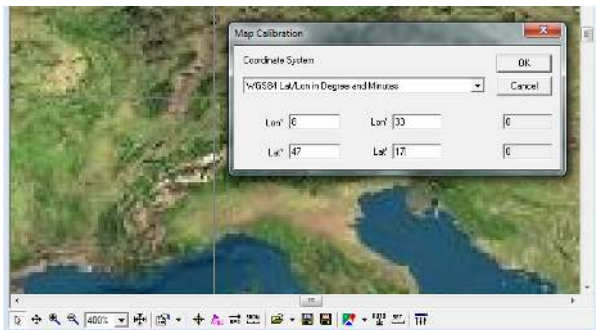 Map Calibration
Coordinate System
OK
WGS84 Lat/Lon in Degree and Minutes
Cancel
Lon° 8 Lon' 33 0
Lat° 47 Lat' 17 0
400%